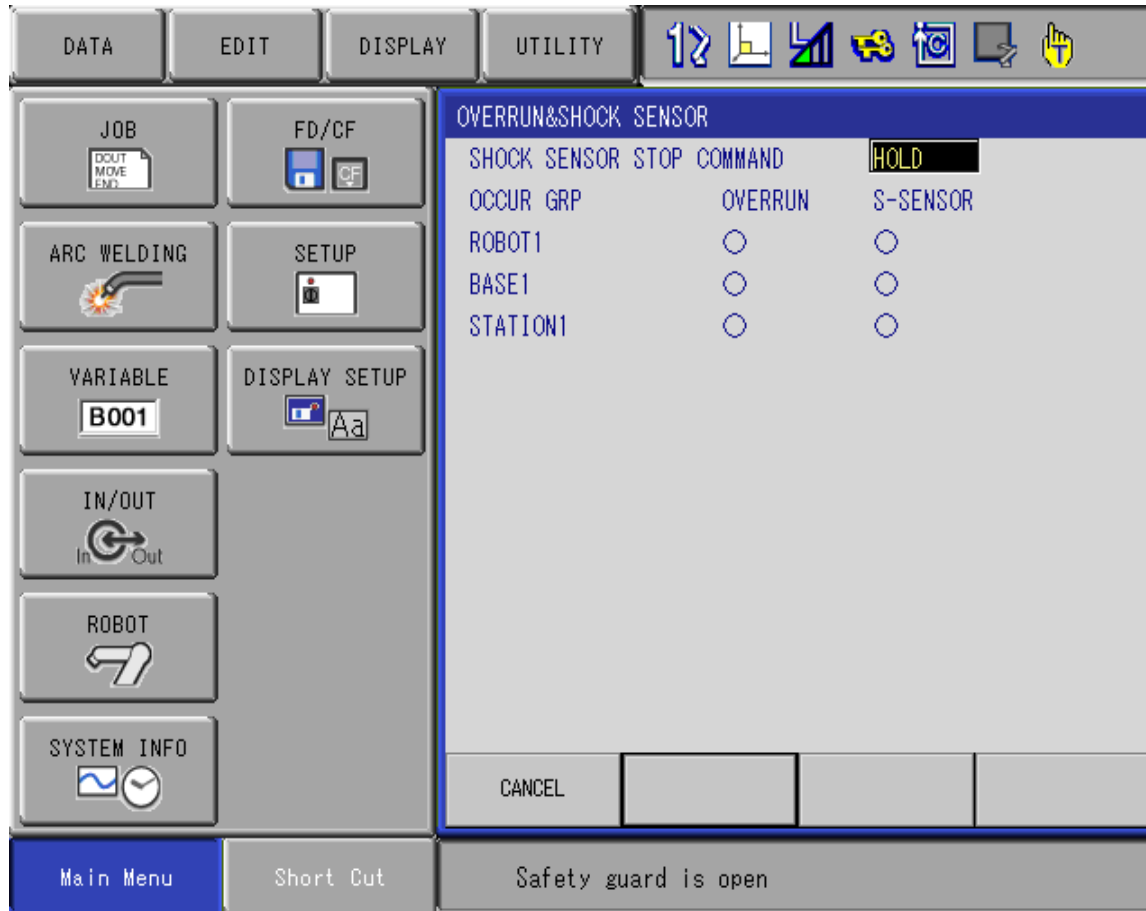 DATA EDIT DISPLAY UTILITY
JOB
DOUT
MOVE
END
FD/CF
CF
ARC WELDING
SETUP
VARIABLE
B001
DISPLAY SETUP
Aa
IN/OUT
In Out
ROBOT
SYSTEM INFO
OVERRUN&SHOCK SENSOR
SHOCK SENSOR STOP COMMAND HOLD
OCCUR GRP OVERRUN S-SENSOR
ROBOT1
BASE1
STATION1
CANCEL
Main Menu Short Cut Safety guard is open